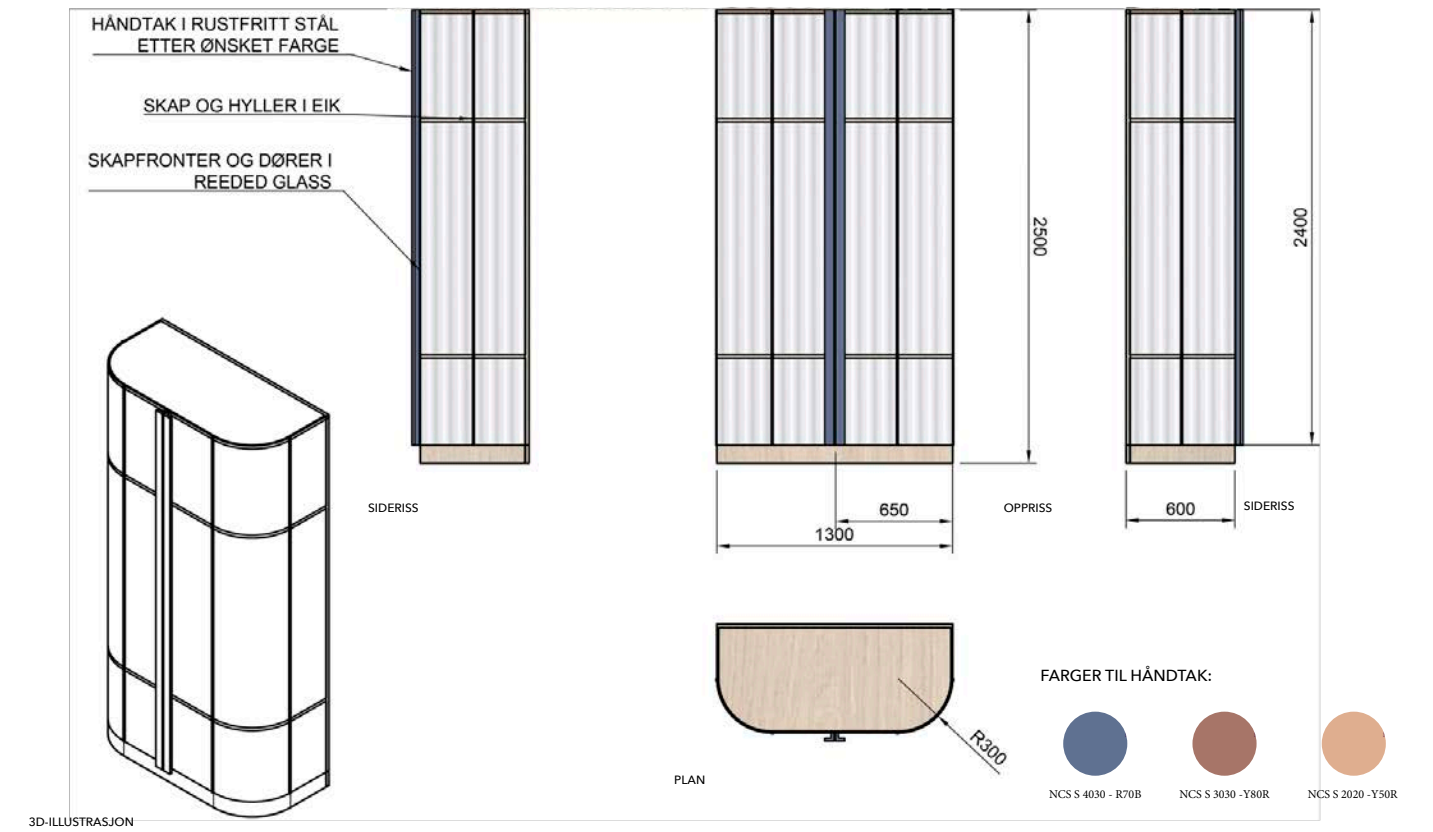 HÅNDTAK I RUSTFRITT STÅL
ETTER ØNSKET FARGE
SKAP OG HYLLER I EIK
SKAPFRONTER OG DØRER I
REEDED GLASS
2500
2400
SIDERISS
650
OPPRISS
600
SIDERISS
1300
R300
PLAN
FARGER TIL HÅNDTAK:
NCS S 4030 - R70B
NCS S 3030 -Y80R
NCS S 2020 -Y50R
3D-ILLUSTRASJON